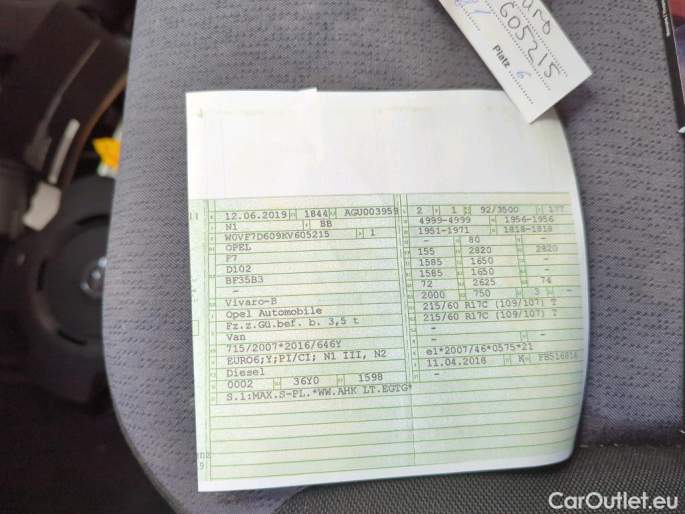 uro
605215
Platz 6
12.06.2019 1844 AGU003959
N1 BB
W0VF7D609KV605215 1
OPEL
F7
D102
BF35B3
-
Vivaro-B
Opel Automobile
Fz.z.Gü.bef. b. 3,5 t
Van
715/2007*2016/646Y
EURO6;Y;PI/CI; N1 III, N2
Diesel
0002 36Y0 1598
S.1:MAX.S-PL.*WW.AHK LT.EGTG*
2 1 92/3500 177
4999-4999 1956-1956
1951-1971 1818-1818
- 80
155 2820 2820
1585 1650 -
1585 1650 -
72 2625 74
2000 750 3 -
215/60 R17C (109/107) T
215/60 R17C (109/107) T
-
- -
e1*2007/46*0575*21
11.04.2018 K
-
CarOutlet.eu